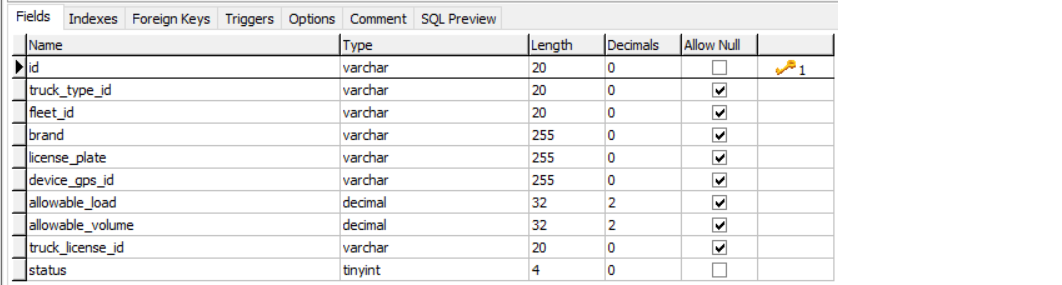 Fields Indexes Foreign Keys Triggers Options Comment SQL Preview
Name Type Length Decimals Allow Null
id varchar 20 0 1
truck_type_id varchar 20 0
fleet_id varchar 20 0
brand varchar 255 0
license_plate varchar 255 0
device_gps_id varchar 255 0
allowable_load decimal 32 2
allowable_volume decimal 32 2
truck_license_id varchar 20 0
status tinyint 4 0